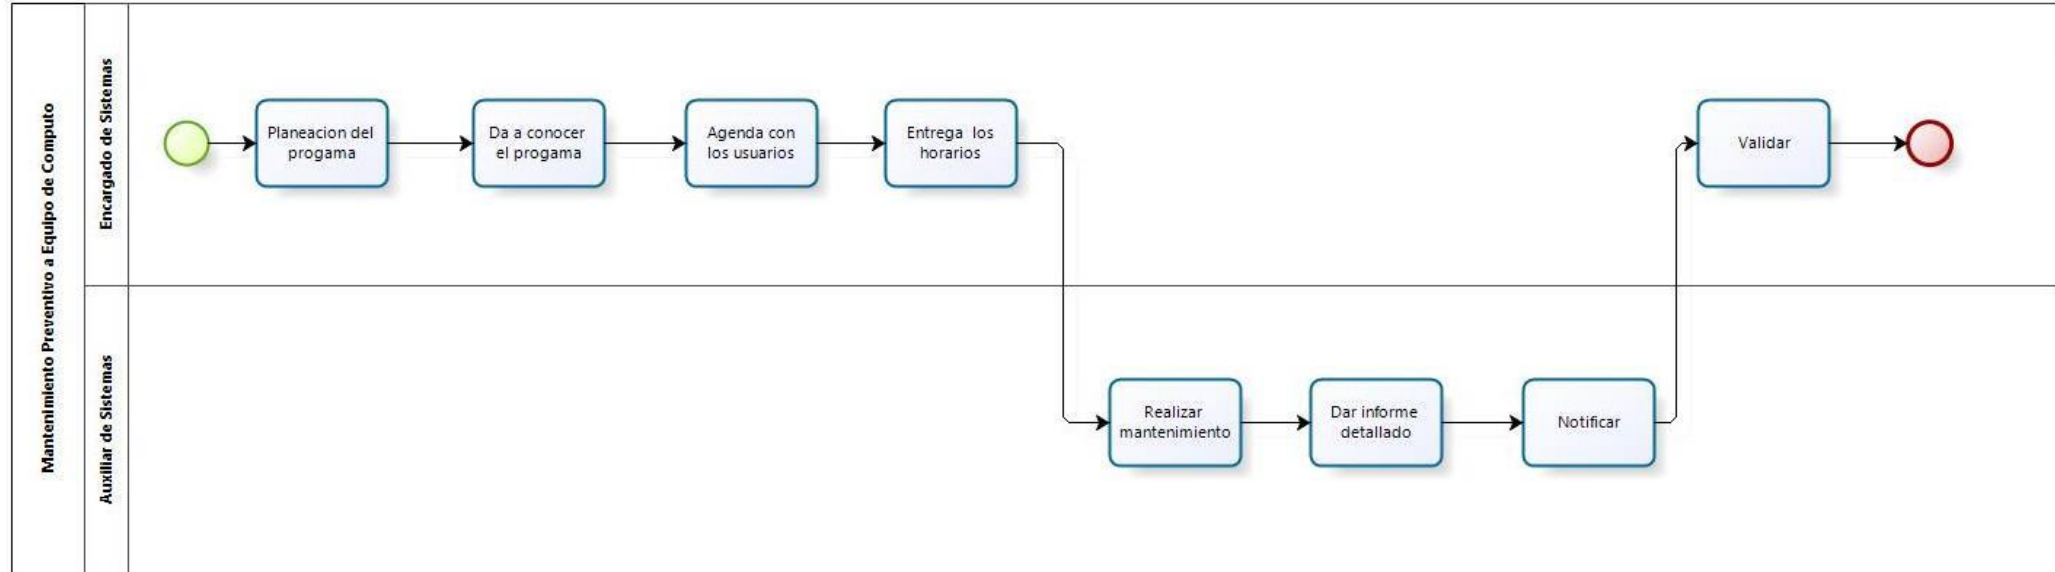 Mantenimiento Preventivo a Equipo de Computo
Encargado de Sistemas
Planeacion del
progama
Da a conocer
el progama
Agenda con
los usuarios
Entrega los
horarios
Validar
Auxiliar de Sistemas
Realizar
mantenimiento
Dar informe
detallado
Notificar